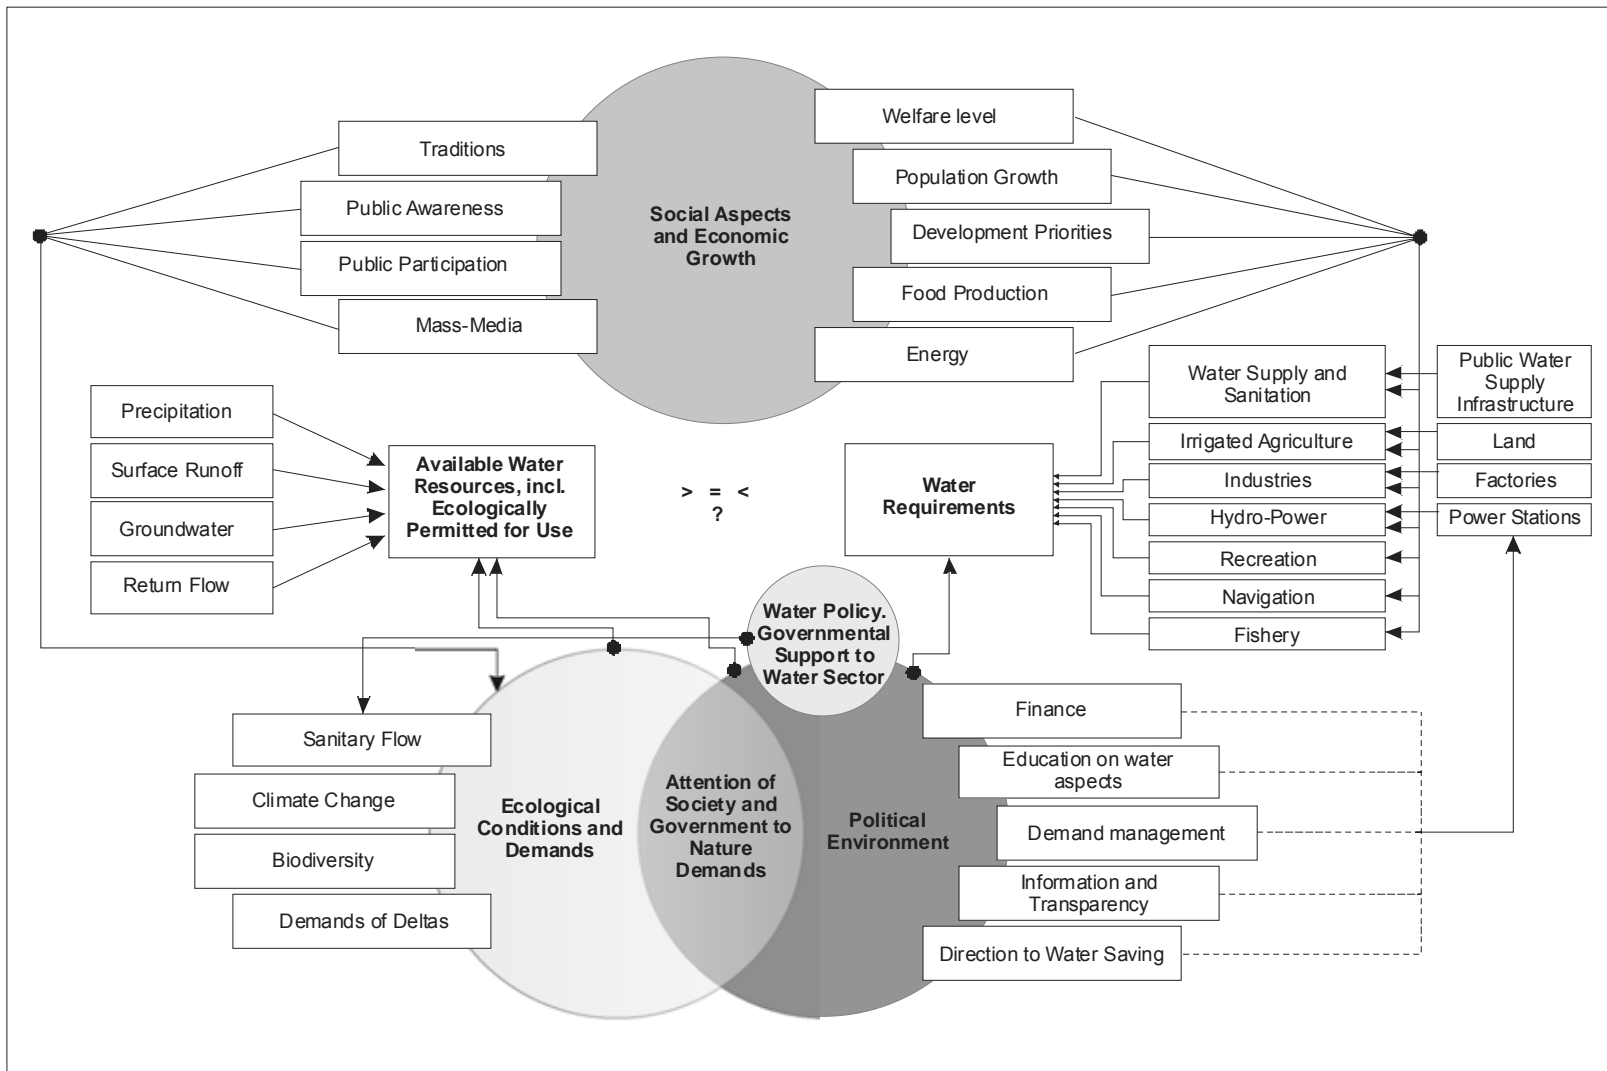 Traditions
Public Awareness
Public Participation
Mass-Media
Social Aspects
and Economic
Growth
Welfare level
Population Growth
Development Priorities
Food Production
Energy
Precipitation
Surface Runoff
Groundwater
Return Flow
Available Water
Resources, incl.
Ecologically
Permitted for Use
> = <
?
Water
Requirements
Water Supply and
Sanitation
Irrigated Agriculture
Industries
Hydro-Power
Recreation
Navigation
Fishery
Public Water
Supply
Infrastructure
Land
Factories
Power Stations
Water Policy.
Governmental
Support to
Water Sector
Sanitary Flow
Climate Change
Biodiversity
Demands of Deltas
Ecological
Conditions and
Demands
Attention of
Society and
Government to
Nature
Demands
Political
Environment
Finance
Education on water
aspects
Demand management
Information and
Transparency
Direction to Water Saving